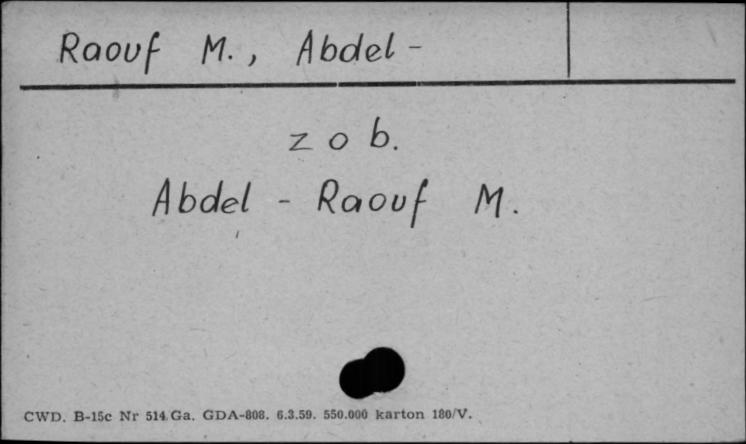 Raouf M., Abdel -
z o b.
Abdel - Raouf M.
CWD. B-15c Nr 514 Ga. GDA-808. 6.3.59. 550.000 karton 180/V.